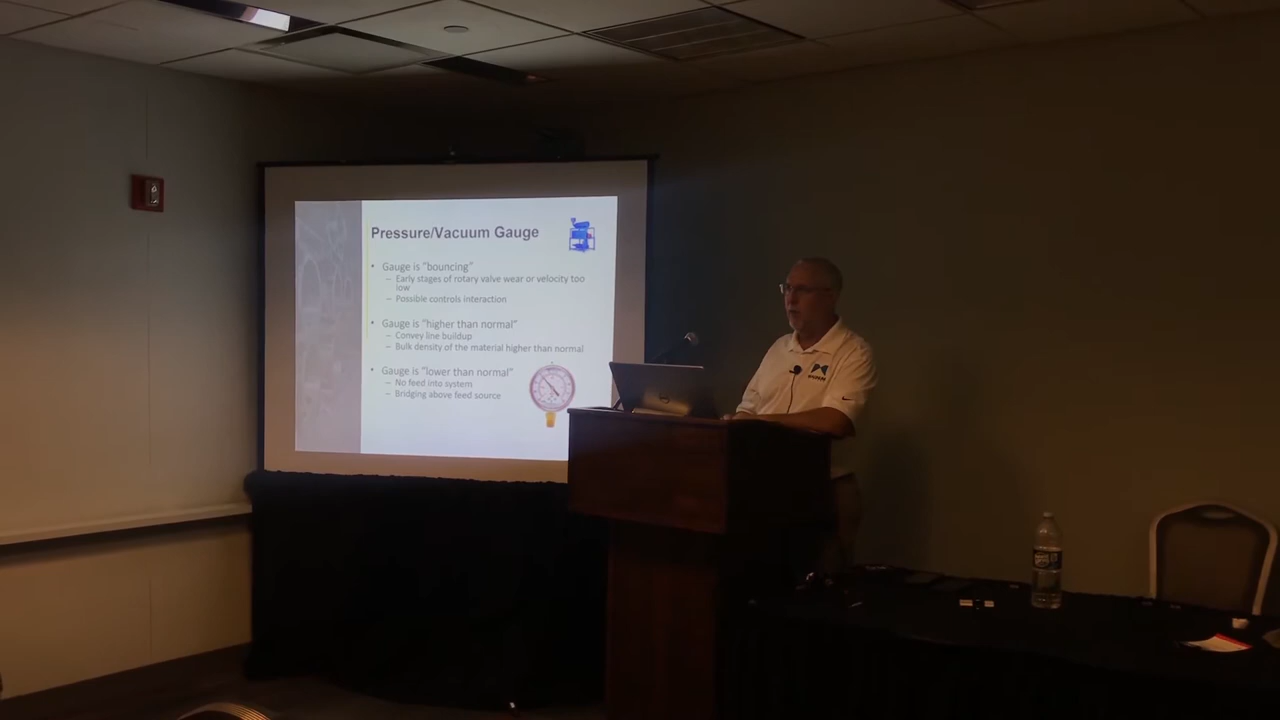 Pressure/Vacuum Gauge
• Gauge is "bouncing"
– Early stages of rotary valve wear or velocity too
low
– Possible controls interaction
• Gauge is "higher than normal"
– Convey line buildup
– Bulk density of the material higher than normal
• Gauge is "lower than normal"
– No feed into system
– Bridging above feed source